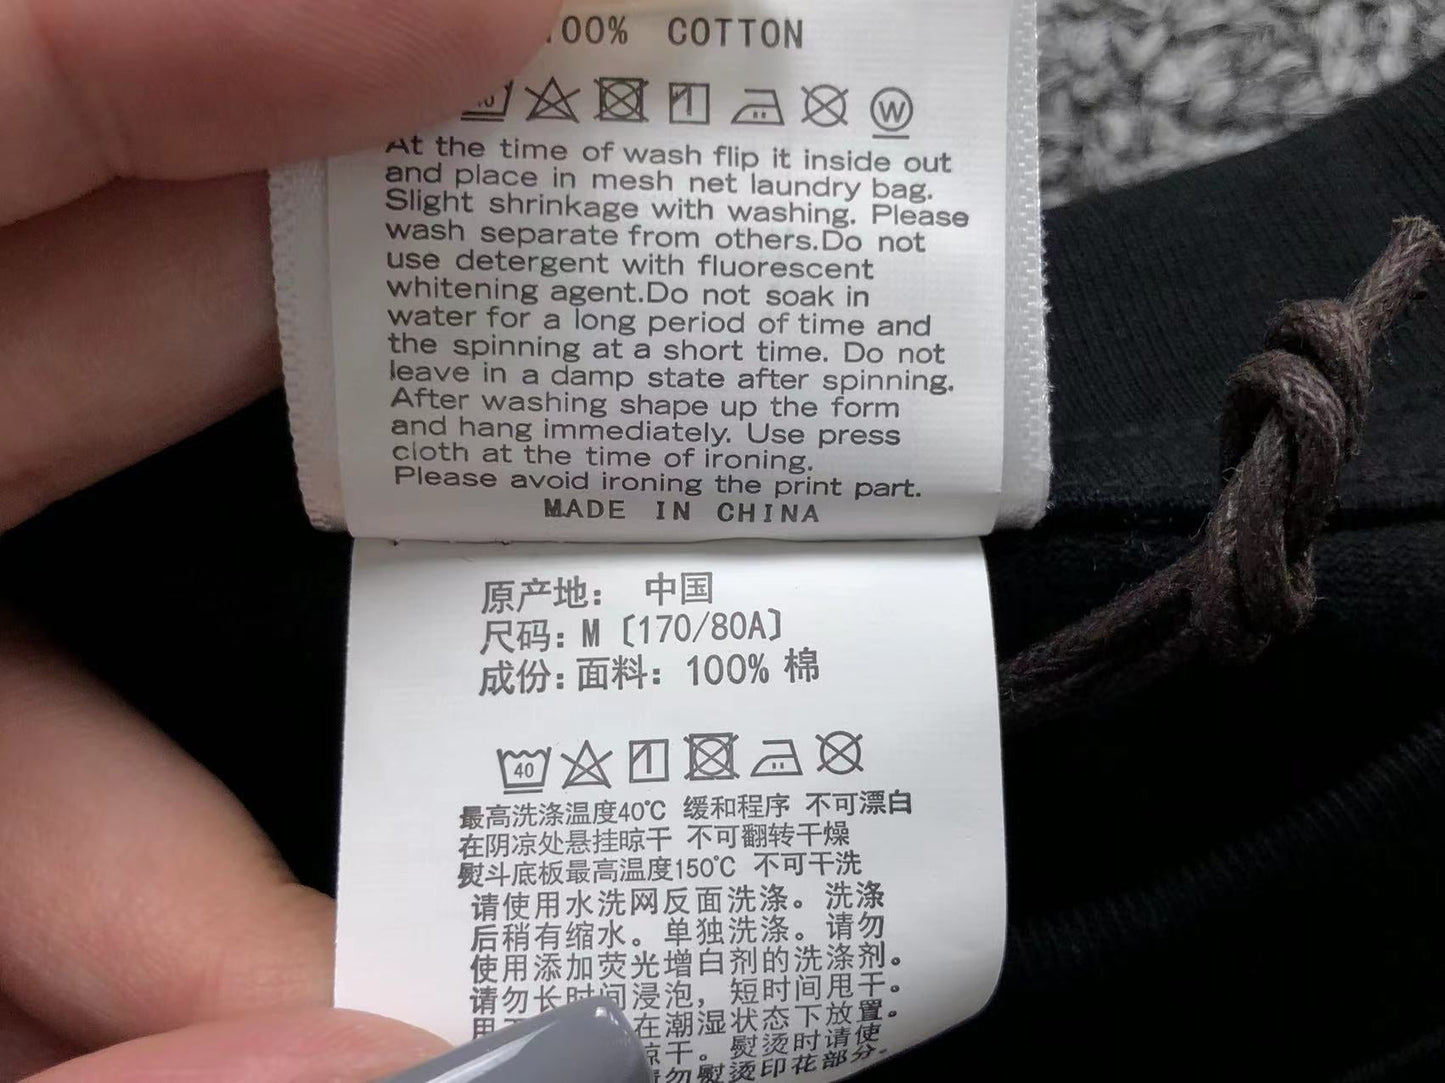 100% COTTON
At the time of wash flip it inside out
and place in mesh net laundry bag.
Slight shrinkage with washing. Please
wash separate from others.Do not
use detergent with fluorescent
whitening agent.Do not soak in
water for a long period of time and
the spinning at a short time. Do not
leave in a damp state after spinning.
After washing shape up the form
and hang immediately. Use press
cloth at the time of ironing.
Please avoid ironing the print part.
MADE IN CHINA
原产地： 中国
尺码：M〔170/80A〕
成份：面料：100% 棉
40
最高洗涤温度40℃ 缓和程序 不可漂白
在阴凉处悬挂晾干 不可翻转干燥
熨斗底板最高温度150℃ 不可干洗
请使用水洗网反面洗涤。洗涤
后稍有缩水。单独洗涤。请勿
使用添加荧光增白剂的洗涤剂。
请勿长时间浸泡，短时间甩干。
在潮湿状态下放置。
晾干。熨烫时请使
勿熨烫印花部分。